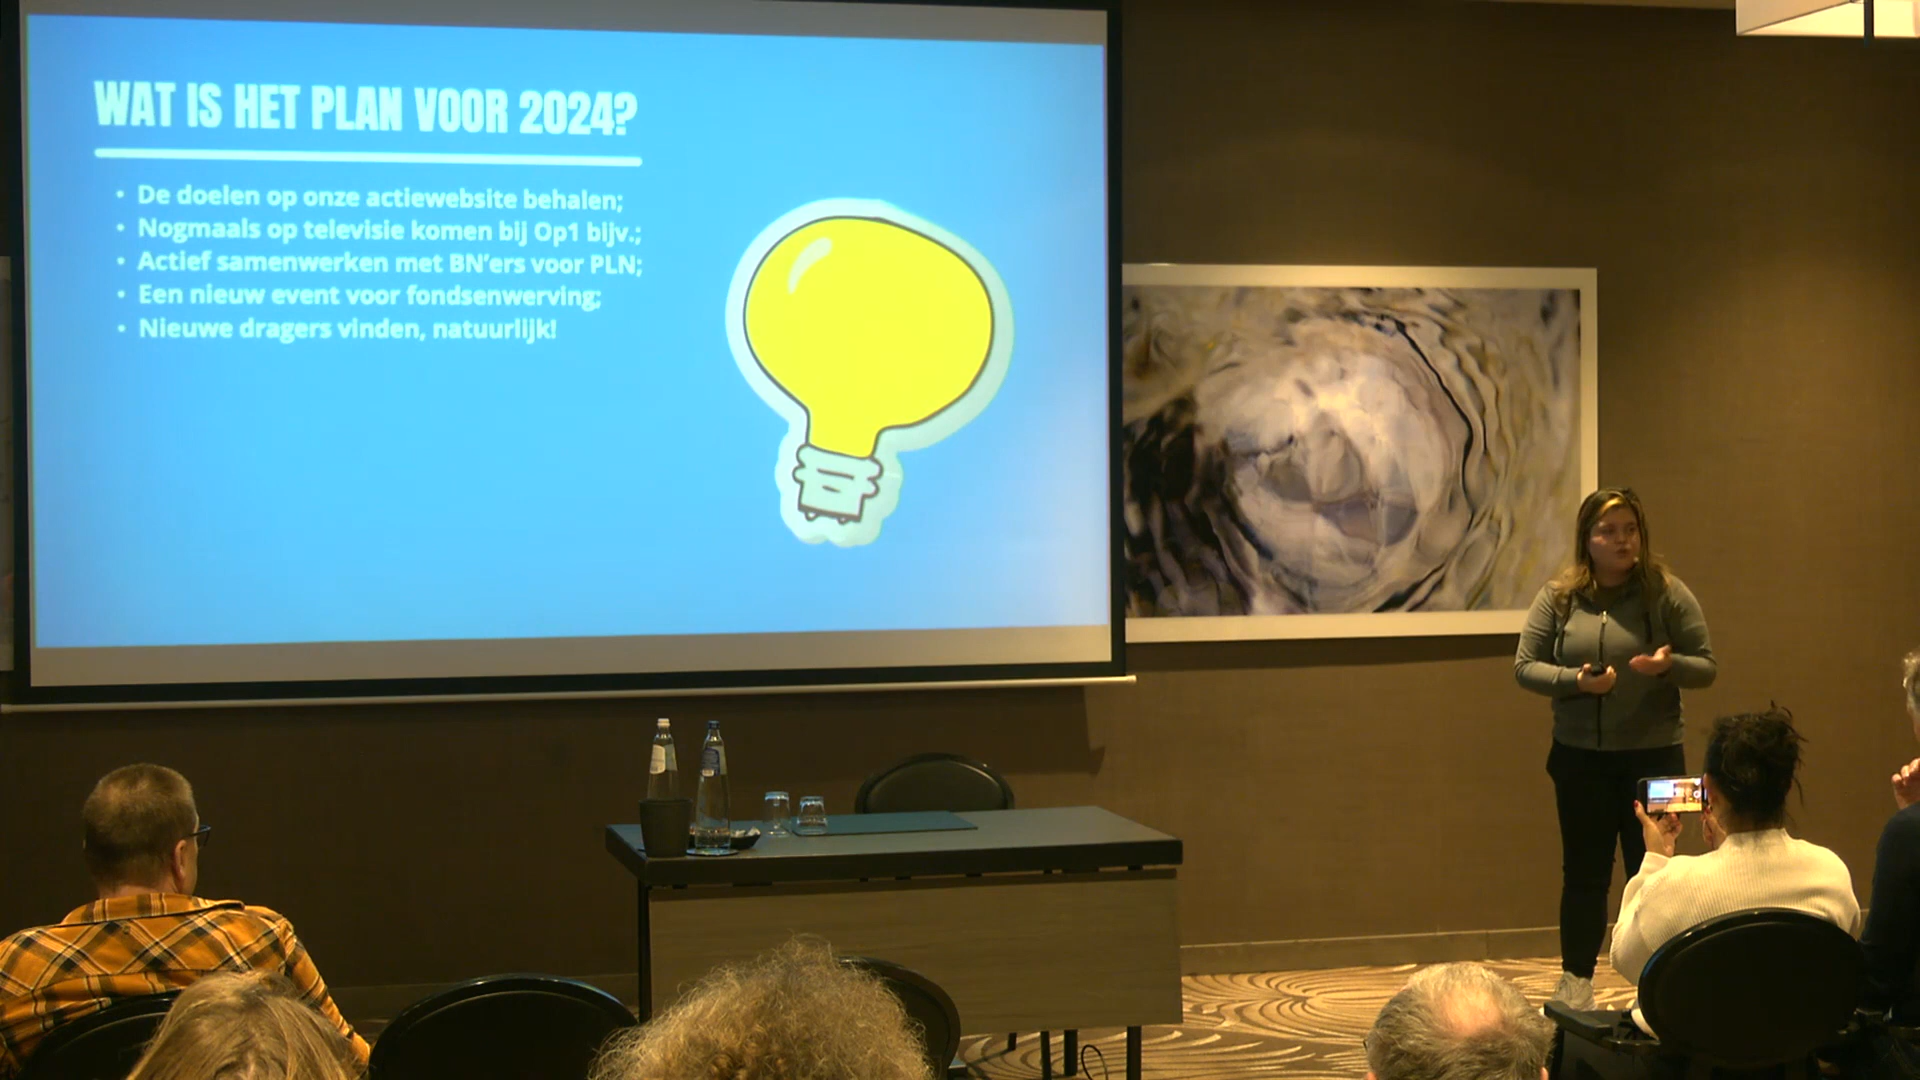 WAT IS HET PLAN VOOR 2024?
• De doelen op onze actiewebsite behalen;
• Nogmaals op televisie komen bij Op1 bijv.;
• Actief samenwerken met BN'ers voor PLN;
• Een nieuw event voor fondsenwerving;
• Nieuwe dragers vinden, natuurlijk!